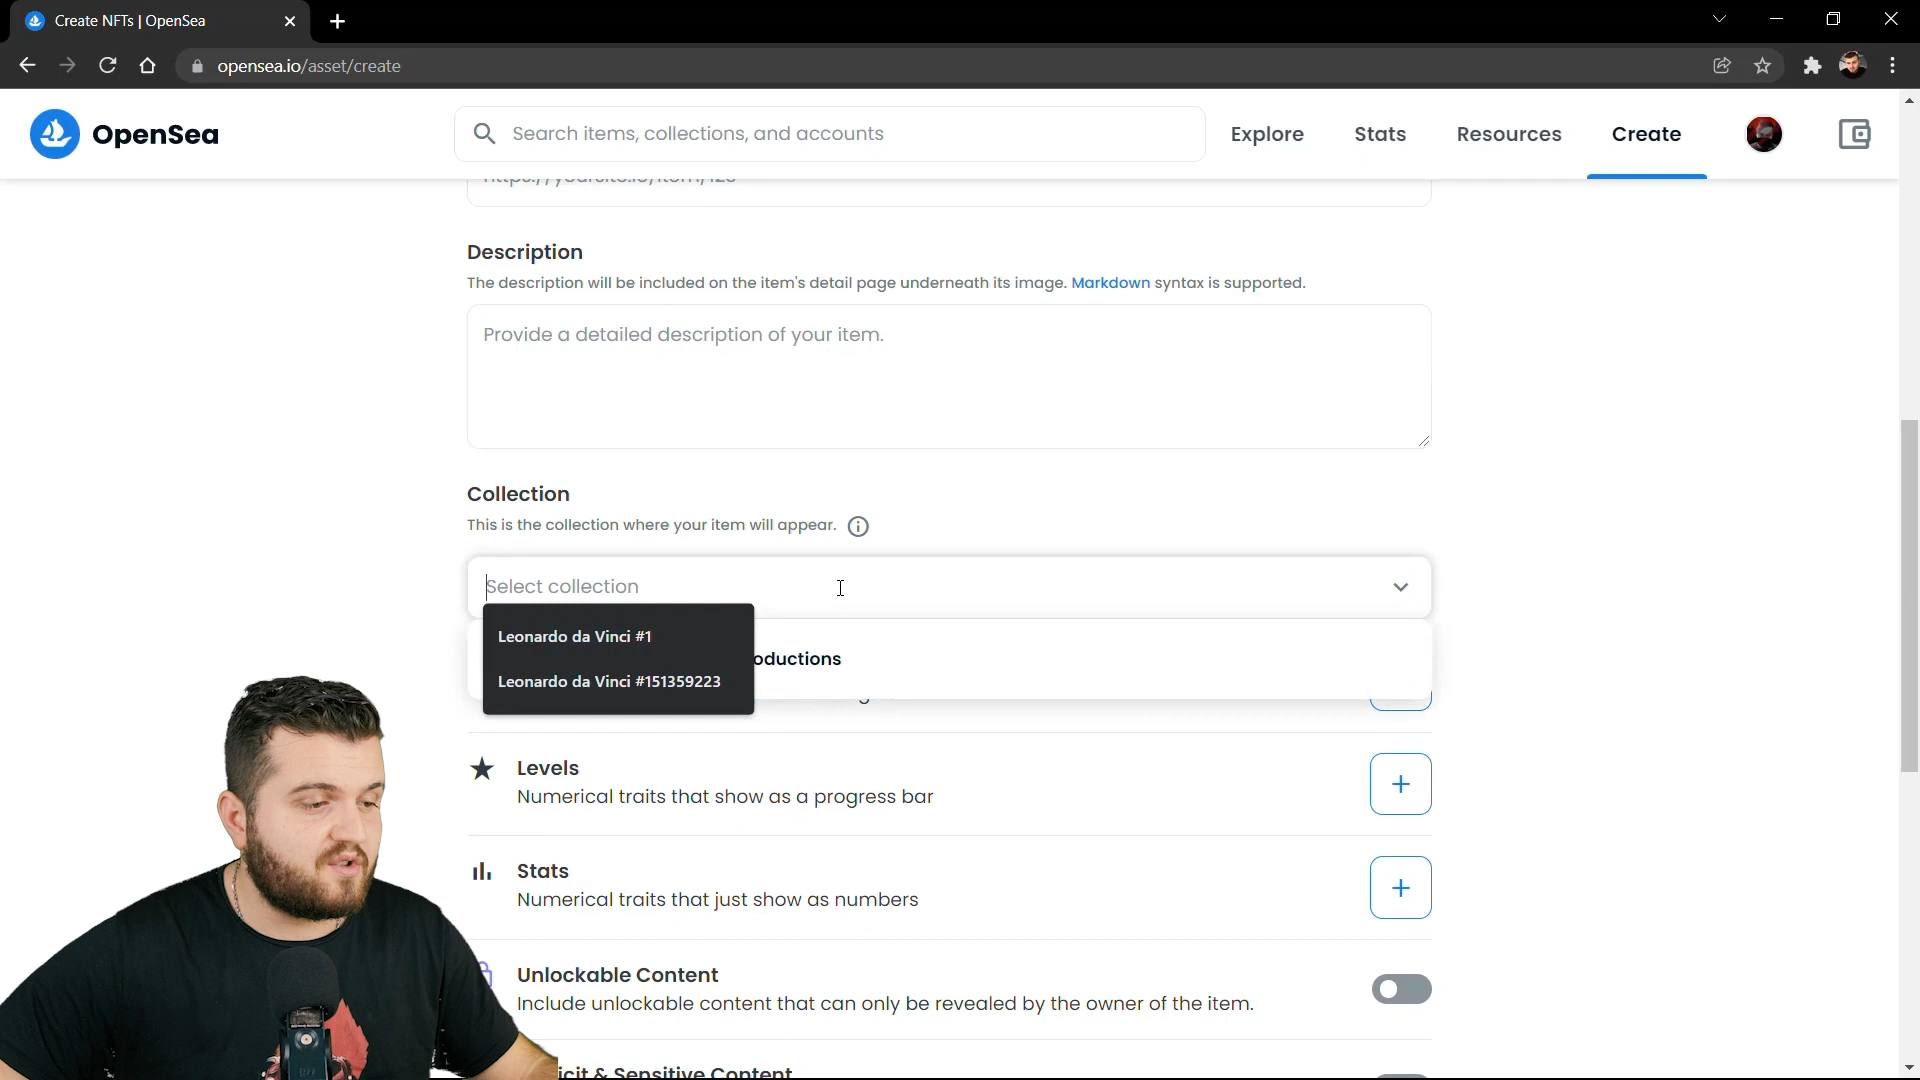 Create NFTs | OpenSea
opensea.io/asset/create
OpenSea
Search items, collections, and accounts
Explore
Stats
Resources
Create
Description
The description will be included on the item's detail page underneath its image. Markdown syntax is supported.
Provide a detailed description of your item.
Collection
This is the collection where your item will appear.
Select collection
Leonardo da Vinci #1
oductions
Leonardo da Vinci #151359223
Levels
Numerical traits that show as a progress bar
Stats
Numerical traits that just show as numbers
Unlockable Content
Include unlockable content that can only be revealed by the owner of the item.
icit & Sensitive Content